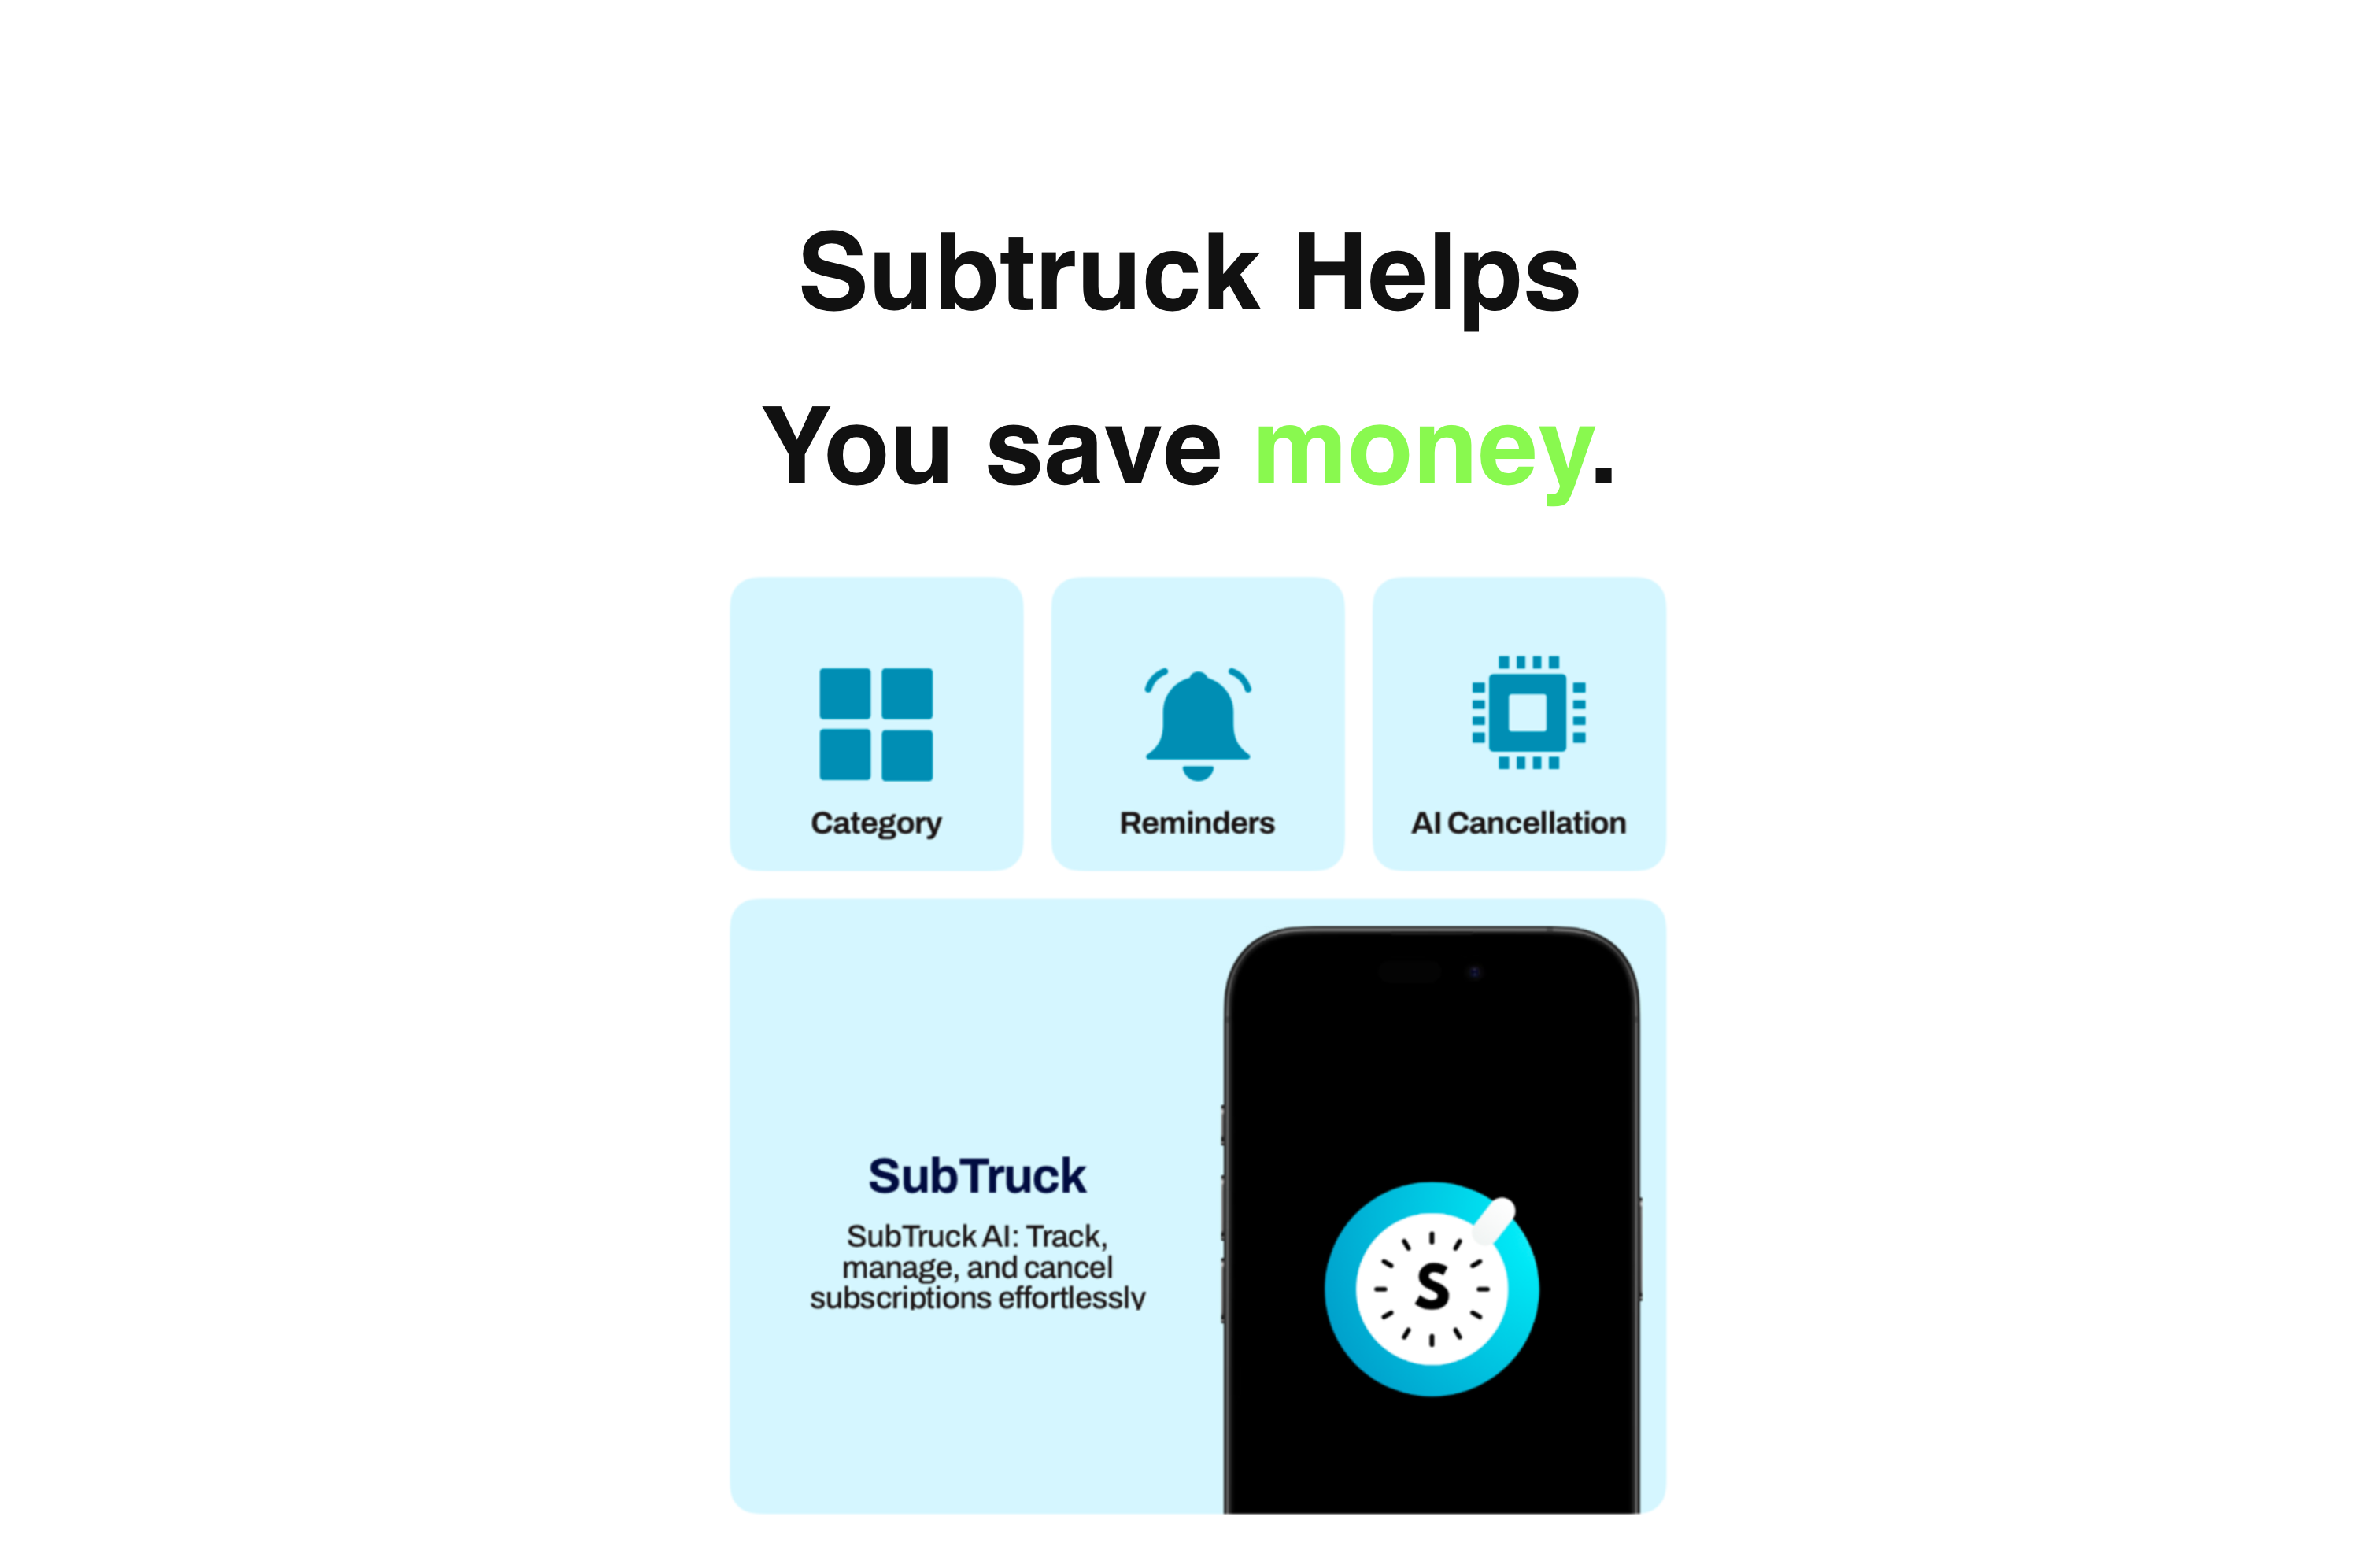 Subtruck Helps
You save money.
Category
Reminders
AI Cancellation
SubTruck
SubTruck AI: Track,
manage, and cancel
subscriptions effortlessly
S